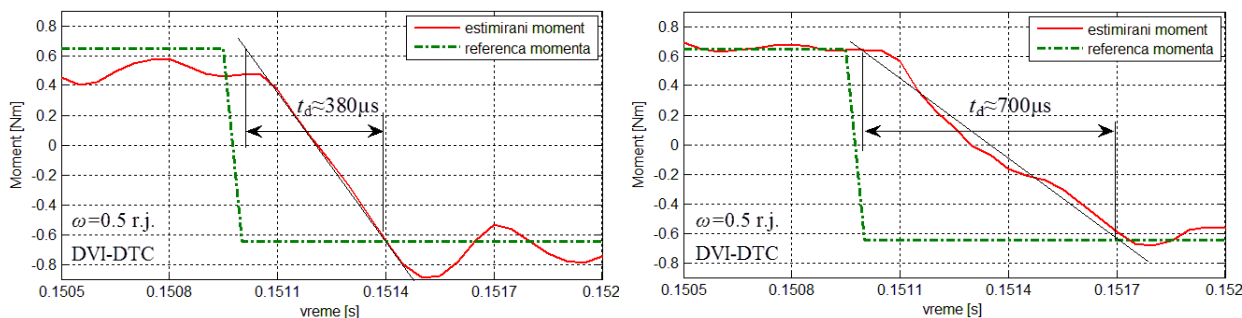 estimirani moment
referenca momenta
0.8
0.6
0.4
0.2
0
-0.2
-0.4
-0.6
-0.8
Moment [Nm]
td≈380µs
ω=0.5 r.j.
DVI-DTC
0.1505 0.1508 0.1511 0.1514 0.1517 0.152
vreme [s]
estimirani moment
referenca momenta
0.8
0.6
0.4
0.2
0
-0.2
-0.4
-0.6
-0.8
Moment [Nm]
td≈700µs
ω=0.5 r.j.
DVI-DTC
0.1505 0.1508 0.1511 0.1514 0.1517 0.152
vreme [s]